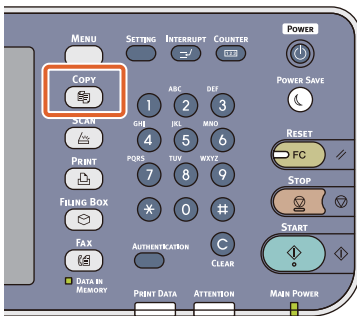 POWER
MENU SETTING INTERRUPT COUNTER
COPY
POWER SAVE
ABC DEF
1 2 3
SCAN
GHI JKL MNO
4 5 6
RESET
FC
PRINT
PQRS TUV WXYZ
7 8 9
STOP
FILING BOX
* 0 #
START
FAX
AUTHENTICATION
C
CLEAR
DATA IN
MEMORY
PRINT DATA ATTENTION MAIN POWER